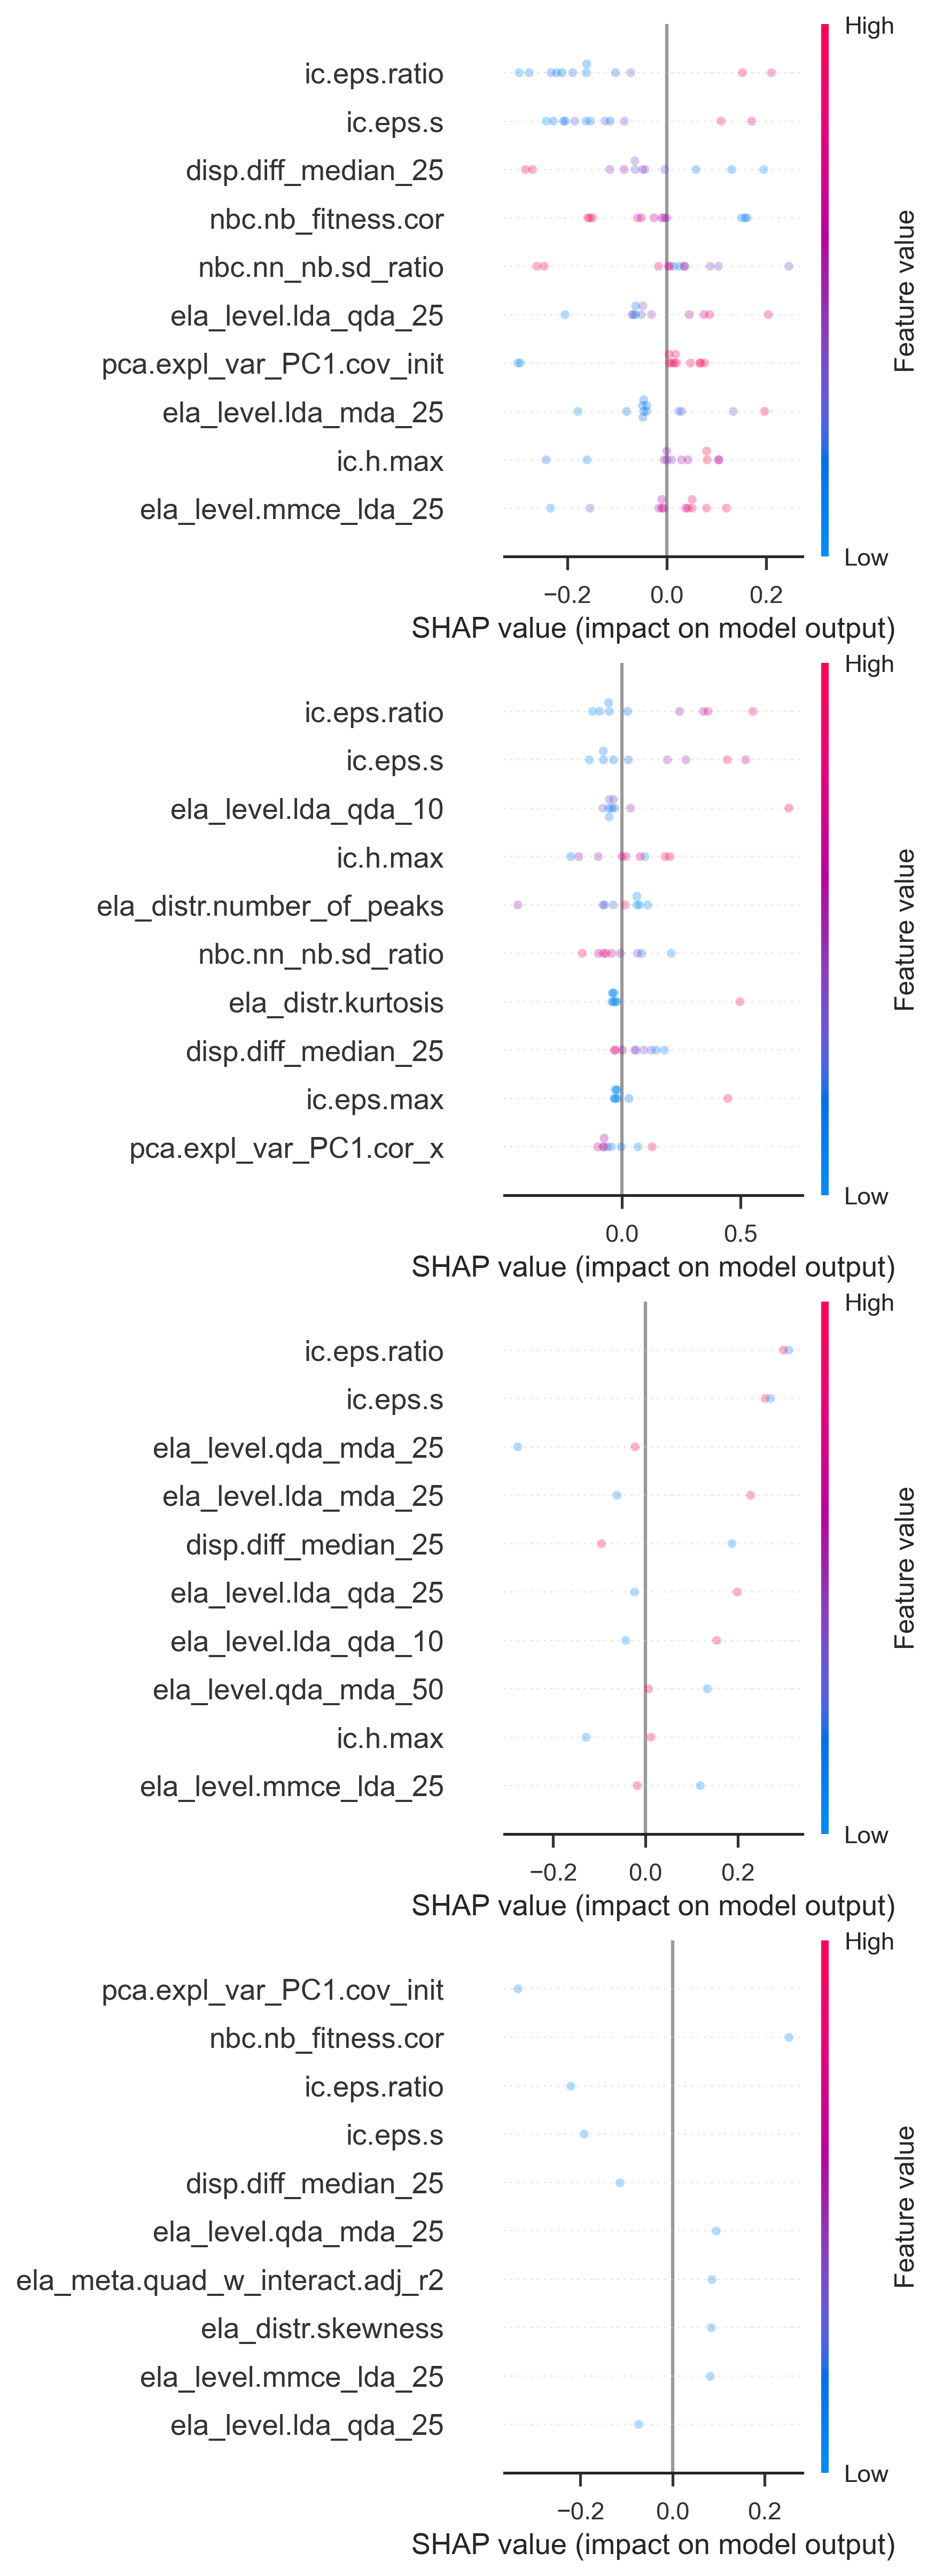 High
ic.eps.ratio
ic.eps.s
disp.diff_median_25
nbc.nb_fitness.cor
nbc.nn_nb.sd_ratio
ela_level.lda_qda_25
pca.expl_var_PC1.cov_init
ela_level.lda_mda_25
ic.h.max
ela_level.mmce_lda_25
Feature value
Low
−0.2 0.0 0.2
SHAP value (impact on model output)
High
ic.eps.ratio
ic.eps.s
ela_level.lda_qda_10
ic.h.max
ela_distr.number_of_peaks
nbc.nn_nb.sd_ratio
ela_distr.kurtosis
disp.diff_median_25
ic.eps.max
pca.expl_var_PC1.cor_x
Feature value
Low
0.0 0.5
SHAP value (impact on model output)
High
ic.eps.ratio
ic.eps.s
ela_level.qda_mda_25
ela_level.lda_mda_25
disp.diff_median_25
ela_level.lda_qda_25
ela_level.lda_qda_10
ela_level.qda_mda_50
ic.h.max
ela_level.mmce_lda_25
Feature value
Low
−0.2 0.0 0.2
SHAP value (impact on model output)
High
pca.expl_var_PC1.cov_init
nbc.nb_fitness.cor
ic.eps.ratio
ic.eps.s
disp.diff_median_25
ela_level.qda_mda_25
ela_meta.quad_w_interact.adj_r2
ela_distr.skewness
ela_level.mmce_lda_25
ela_level.lda_qda_25
Feature value
Low
−0.2 0.0 0.2
SHAP value (impact on model output)